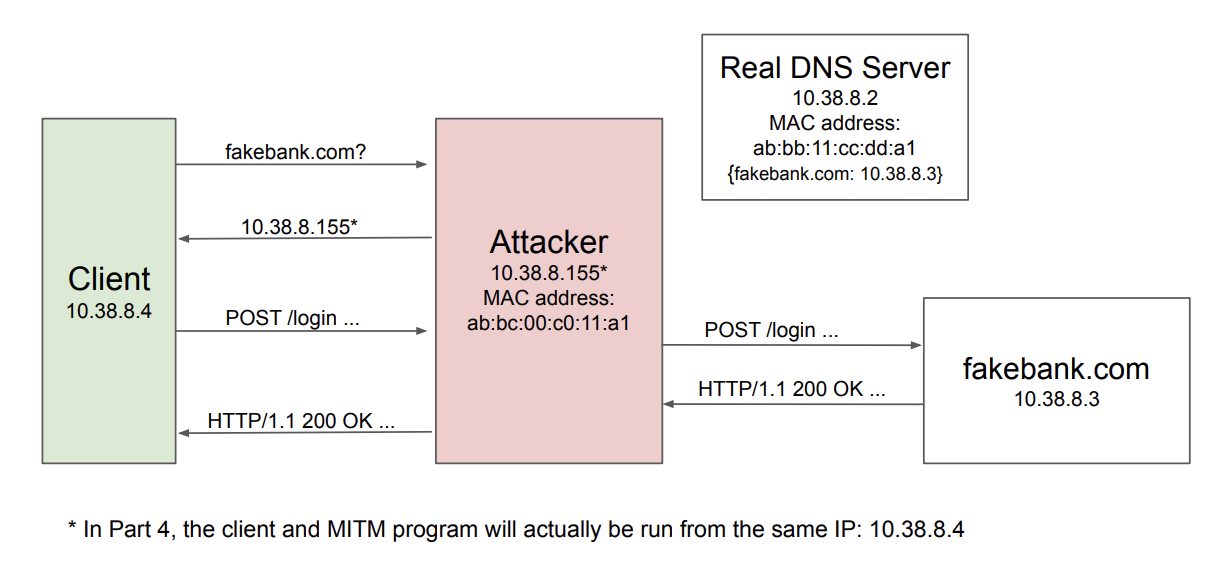 Real DNS Server
10.38.8.2
MAC address:
ab:bb:11:cc:dd:a1
{fakebank.com: 10.38.8.3}
Client
10.38.8.4
fakebank.com?
10.38.8.155*
POST /login ...
HTTP/1.1 200 OK ...
Attacker
10.38.8.155*
MAC address:
ab:bc:00:c0:11:a1
POST /login ...
HTTP/1.1 200 OK ...
fakebank.com
10.38.8.3
* In Part 4, the client and MITM program will actually be run from the same IP: 10.38.8.4